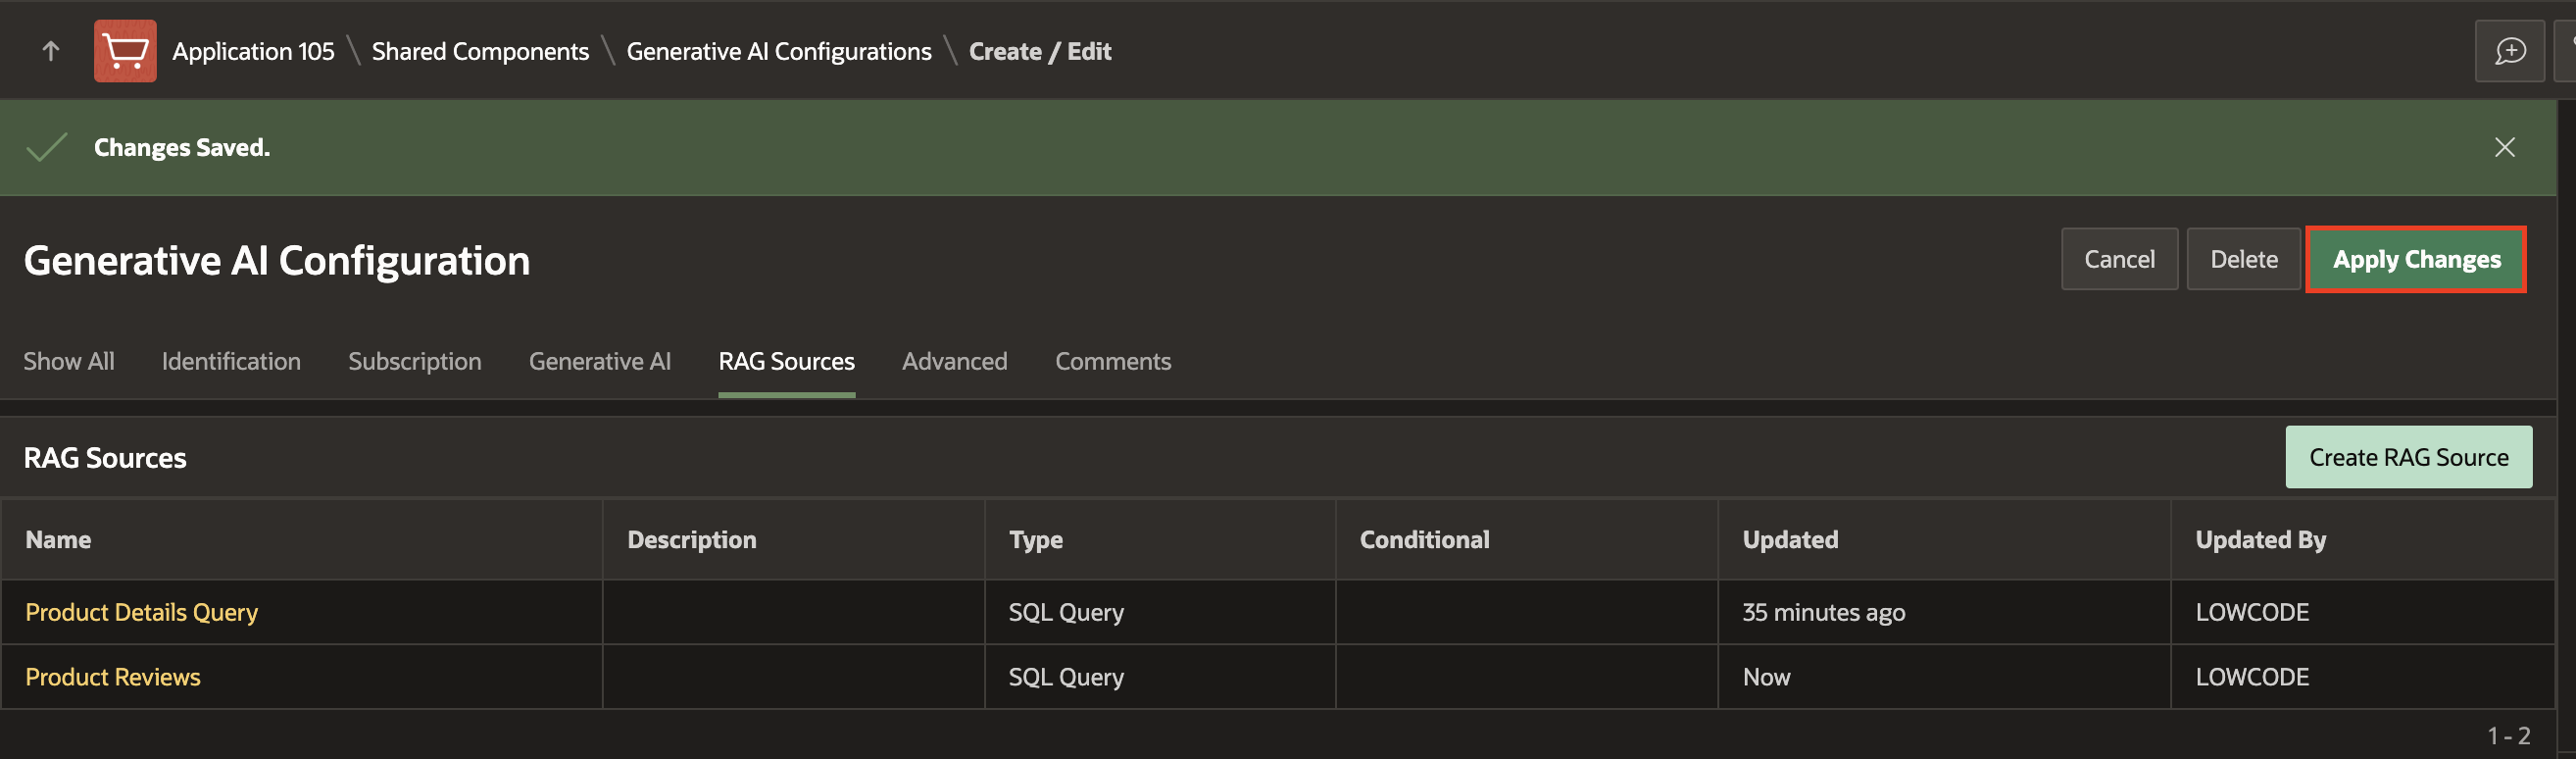 Application 105 \ Shared Components \ Generative AI Configurations \ Create / Edit
Changes Saved.
Generative AI Configuration
Cancel Delete Apply Changes
Show All Identification Subscription Generative AI RAG Sources Advanced Comments
RAG Sources
Create RAG Source
Name Description Type Conditional Updated Updated By
Product Details Query SQL Query 35 minutes ago LOWCODE
Product Reviews SQL Query Now LOWCODE
1 - 2